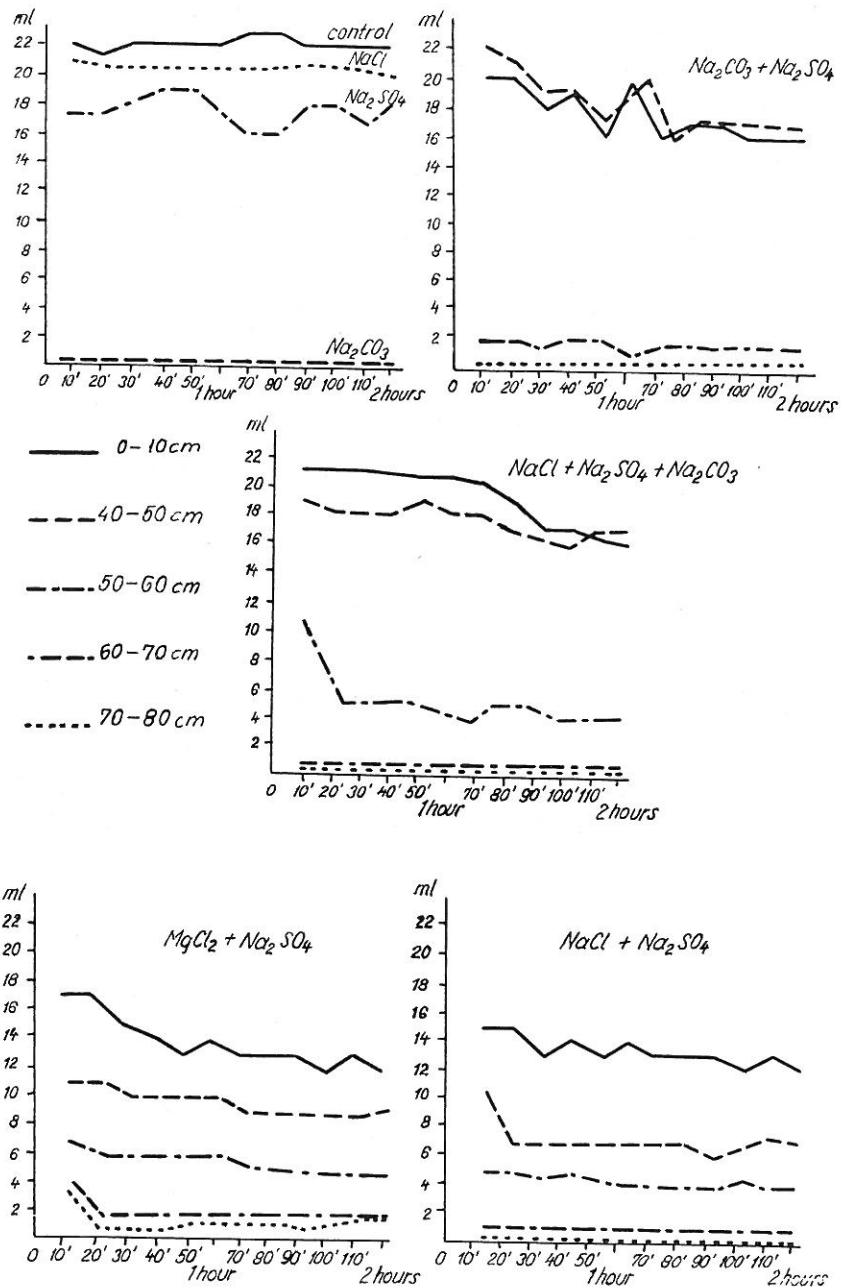 ml
22
20
18
16
14
12
10
8
6
4
2
0 10' 20' 30' 40' 50' 70' 80' 90' 100' 110'
1 hour 2 hours
control
NaCl
Na₂SO₄
Na₂CO₃
ml
22
20
18
16
14
12
10
8
6
4
2
0 10' 20' 30' 40' 50' 70' 80' 90' 100' 110'
1 hour 2 hours
Na₂CO₃ + Na₂SO₄
0-10 cm
40-50 cm
50-60 cm
60-70 cm
70-80 cm
ml
22
20
18
16
14
12
10
8
6
4
2
0 10' 20' 30' 40' 50' 70' 80' 90' 100' 110'
1 hour 2 hours
NaCl + Na₂SO₄ + Na₂CO₃
ml
22
20
18
16
14
12
10
8
6
4
2
0 10' 20' 30' 40' 50' 70' 80' 90' 100' 110'
1 hour 2 hours
MgCl₂ + Na₂SO₄
ml
22
20
18
16
14
12
10
8
6
4
2
0 10' 20' 30' 40' 50' 70' 80' 90' 100' 110'
1 hour 2 hours
NaCl + Na₂SO₄